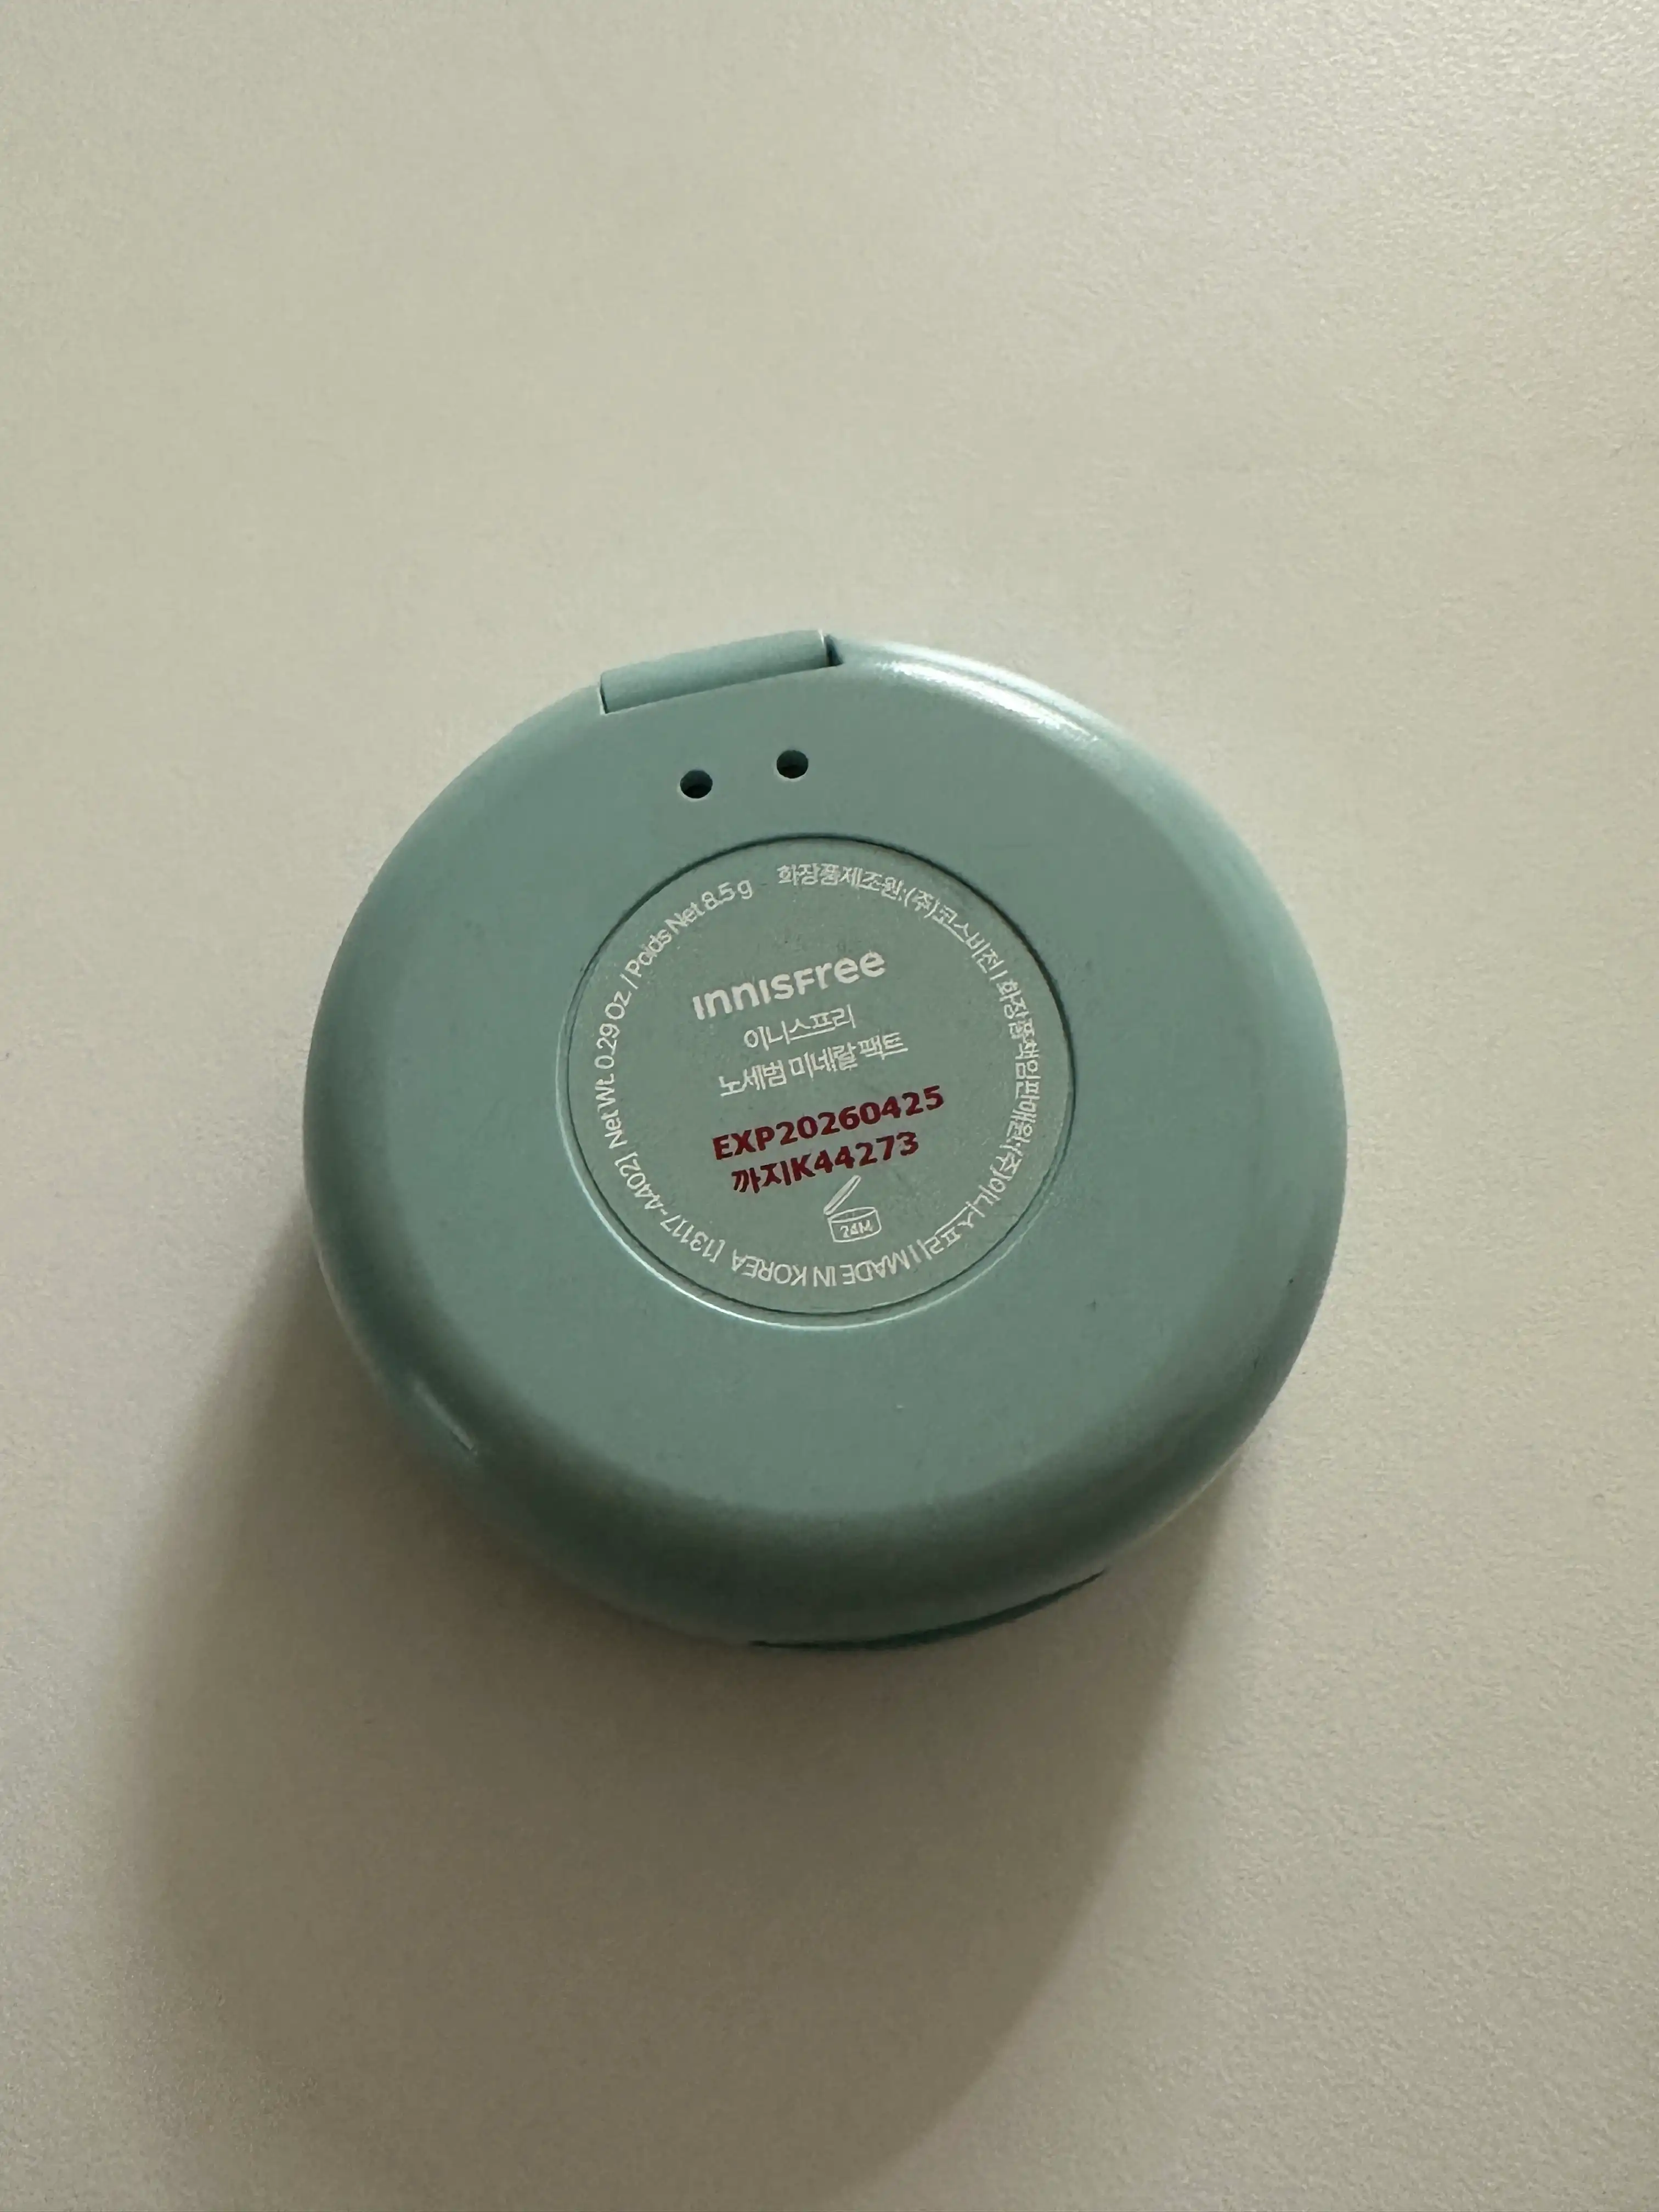 innisfree
이니스프리
노세범 미네랄 팩트
EXP20260425
까지K44273
24M
화장품제조원:(주)코스비전 | 화장품책임판매원:(주)이니스프리 | MADE IN KOREA [13117-4402] Net Wt. 0.29 Oz / Poids Net 8.5 g